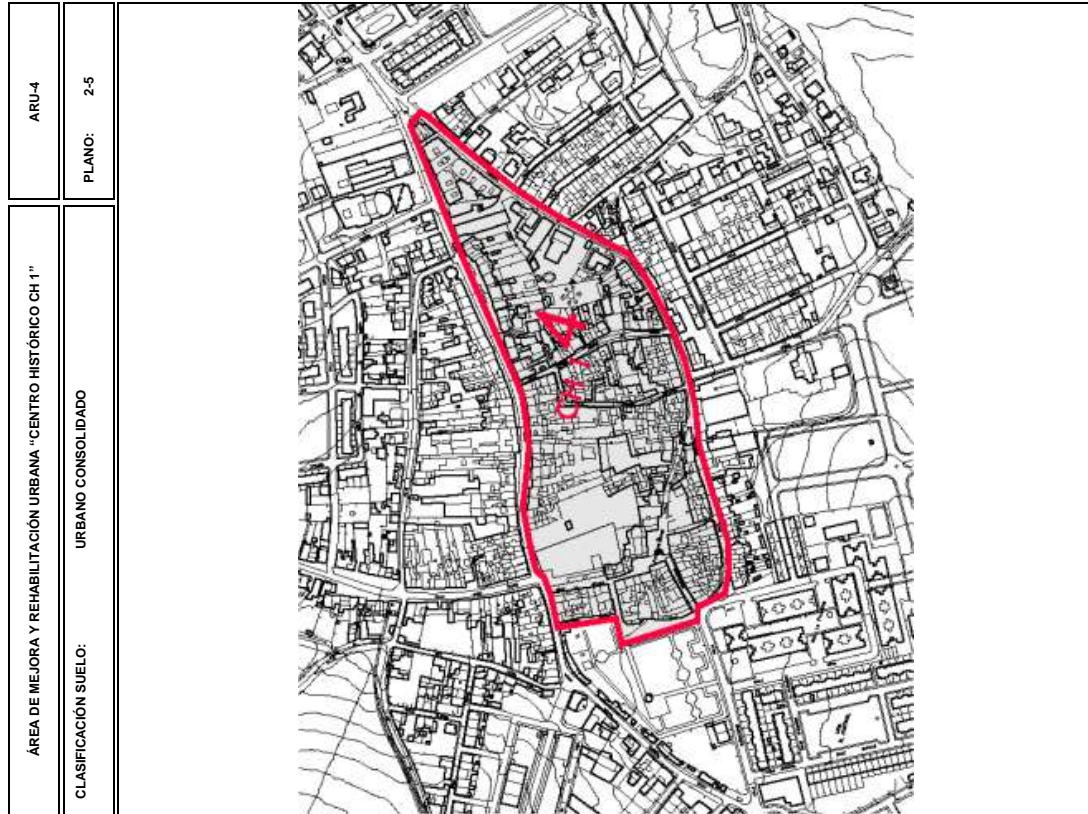 ÁREA DE MEJORA Y REHABILITACIÓN URBANA "CENTRO HISTÓRICO CH 1" ARU-4
CLASIFICACIÓN SUELO: URBANO CONSOLIDADO PLANO: 2-5
4
CH 1